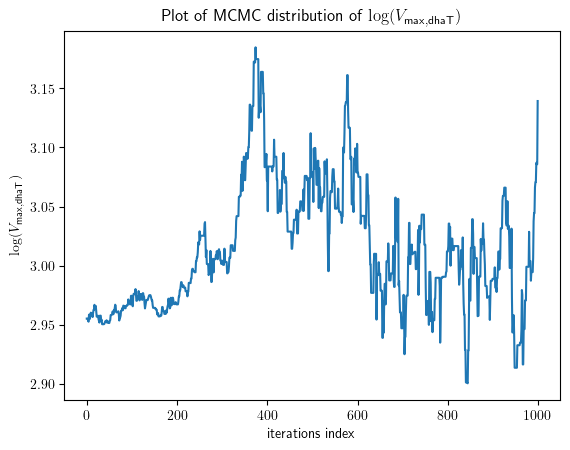 Plot of MCMC distribution of log(V_max,dhaT)
log(V_max,dhaT)
3.15
3.10
3.05
3.00
2.95
2.90
0 200 400 600 800 1000
iterations index